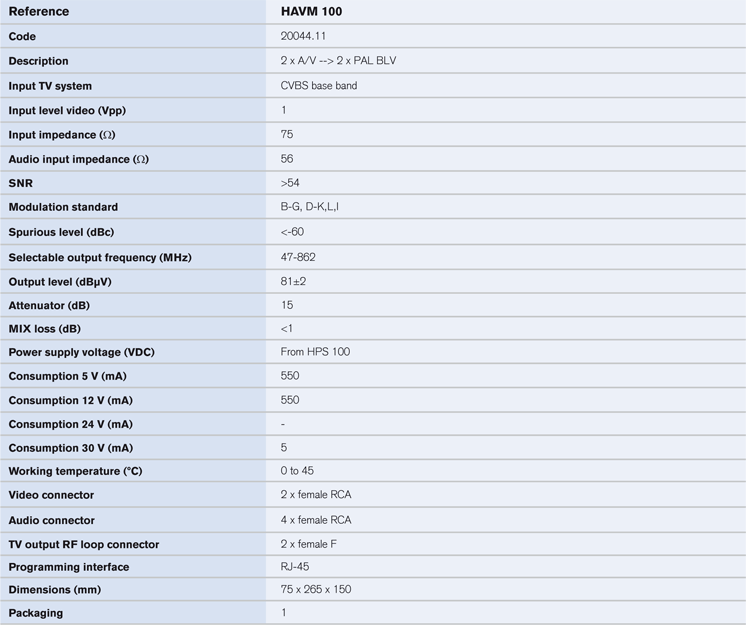 Reference HAVM 100
Code 20044.11
Description 2 x A/V --> 2 x PAL BLV
Input TV system CVBS base band
Input level video (Vpp) 1
Input impedance (Ω) 75
Audio input impedance (Ω) 56
SNR >54
Modulation standard B-G, D-K,L,I
Spurious level (dBc) <-60
Selectable output frequency (MHz) 47-862
Output level (dBµV) 81±2
Attenuator (dB) 15
MIX loss (dB) <1
Power supply voltage (VDC) From HPS 100
Consumption 5 V (mA) 550
Consumption 12 V (mA) 550
Consumption 24 V (mA) -
Consumption 30 V (mA) 5
Working temperature (°C) 0 to 45
Video connector 2 x female RCA
Audio connector 4 x female RCA
TV output RF loop connector 2 x female F
Programming interface RJ-45
Dimensions (mm) 75 x 265 x 150
Packaging 1